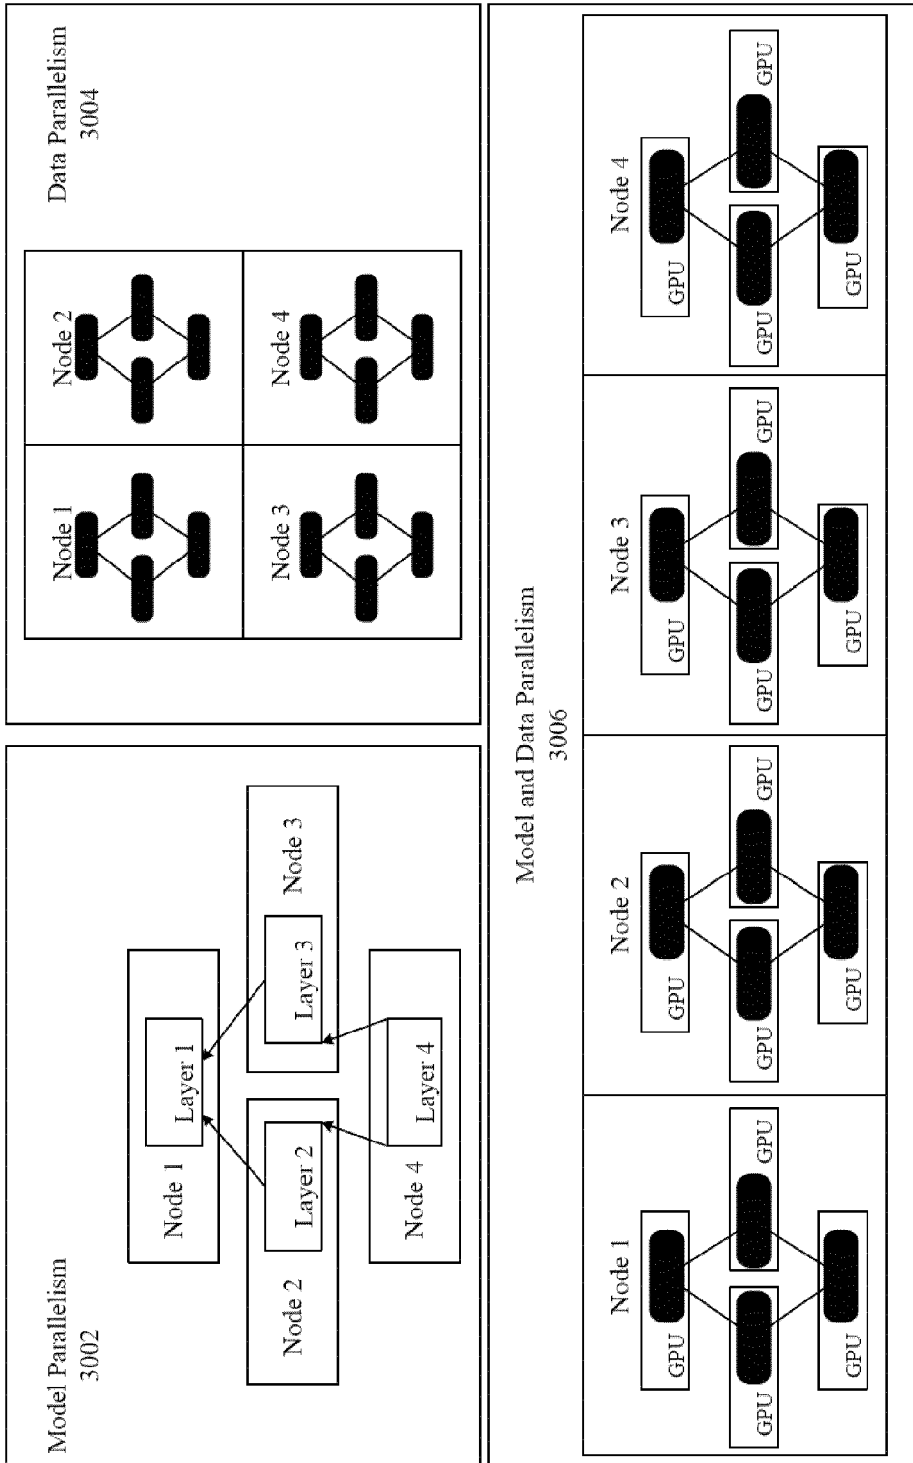 Model Parallelism
3002
Node 1
Layer 1
Node 2
Layer 2
Layer 3
Node 3
Node 4
Layer 4
Data Parallelism
3004
Node 1
Node 2
Node 3
Node 4
Model and Data Parallelism
3006
Node 1
GPU
GPU
GPU
GPU
Node 2
GPU
GPU
GPU
GPU
Node 3
GPU
GPU
GPU
GPU
Node 4
GPU
GPU
GPU
GPU